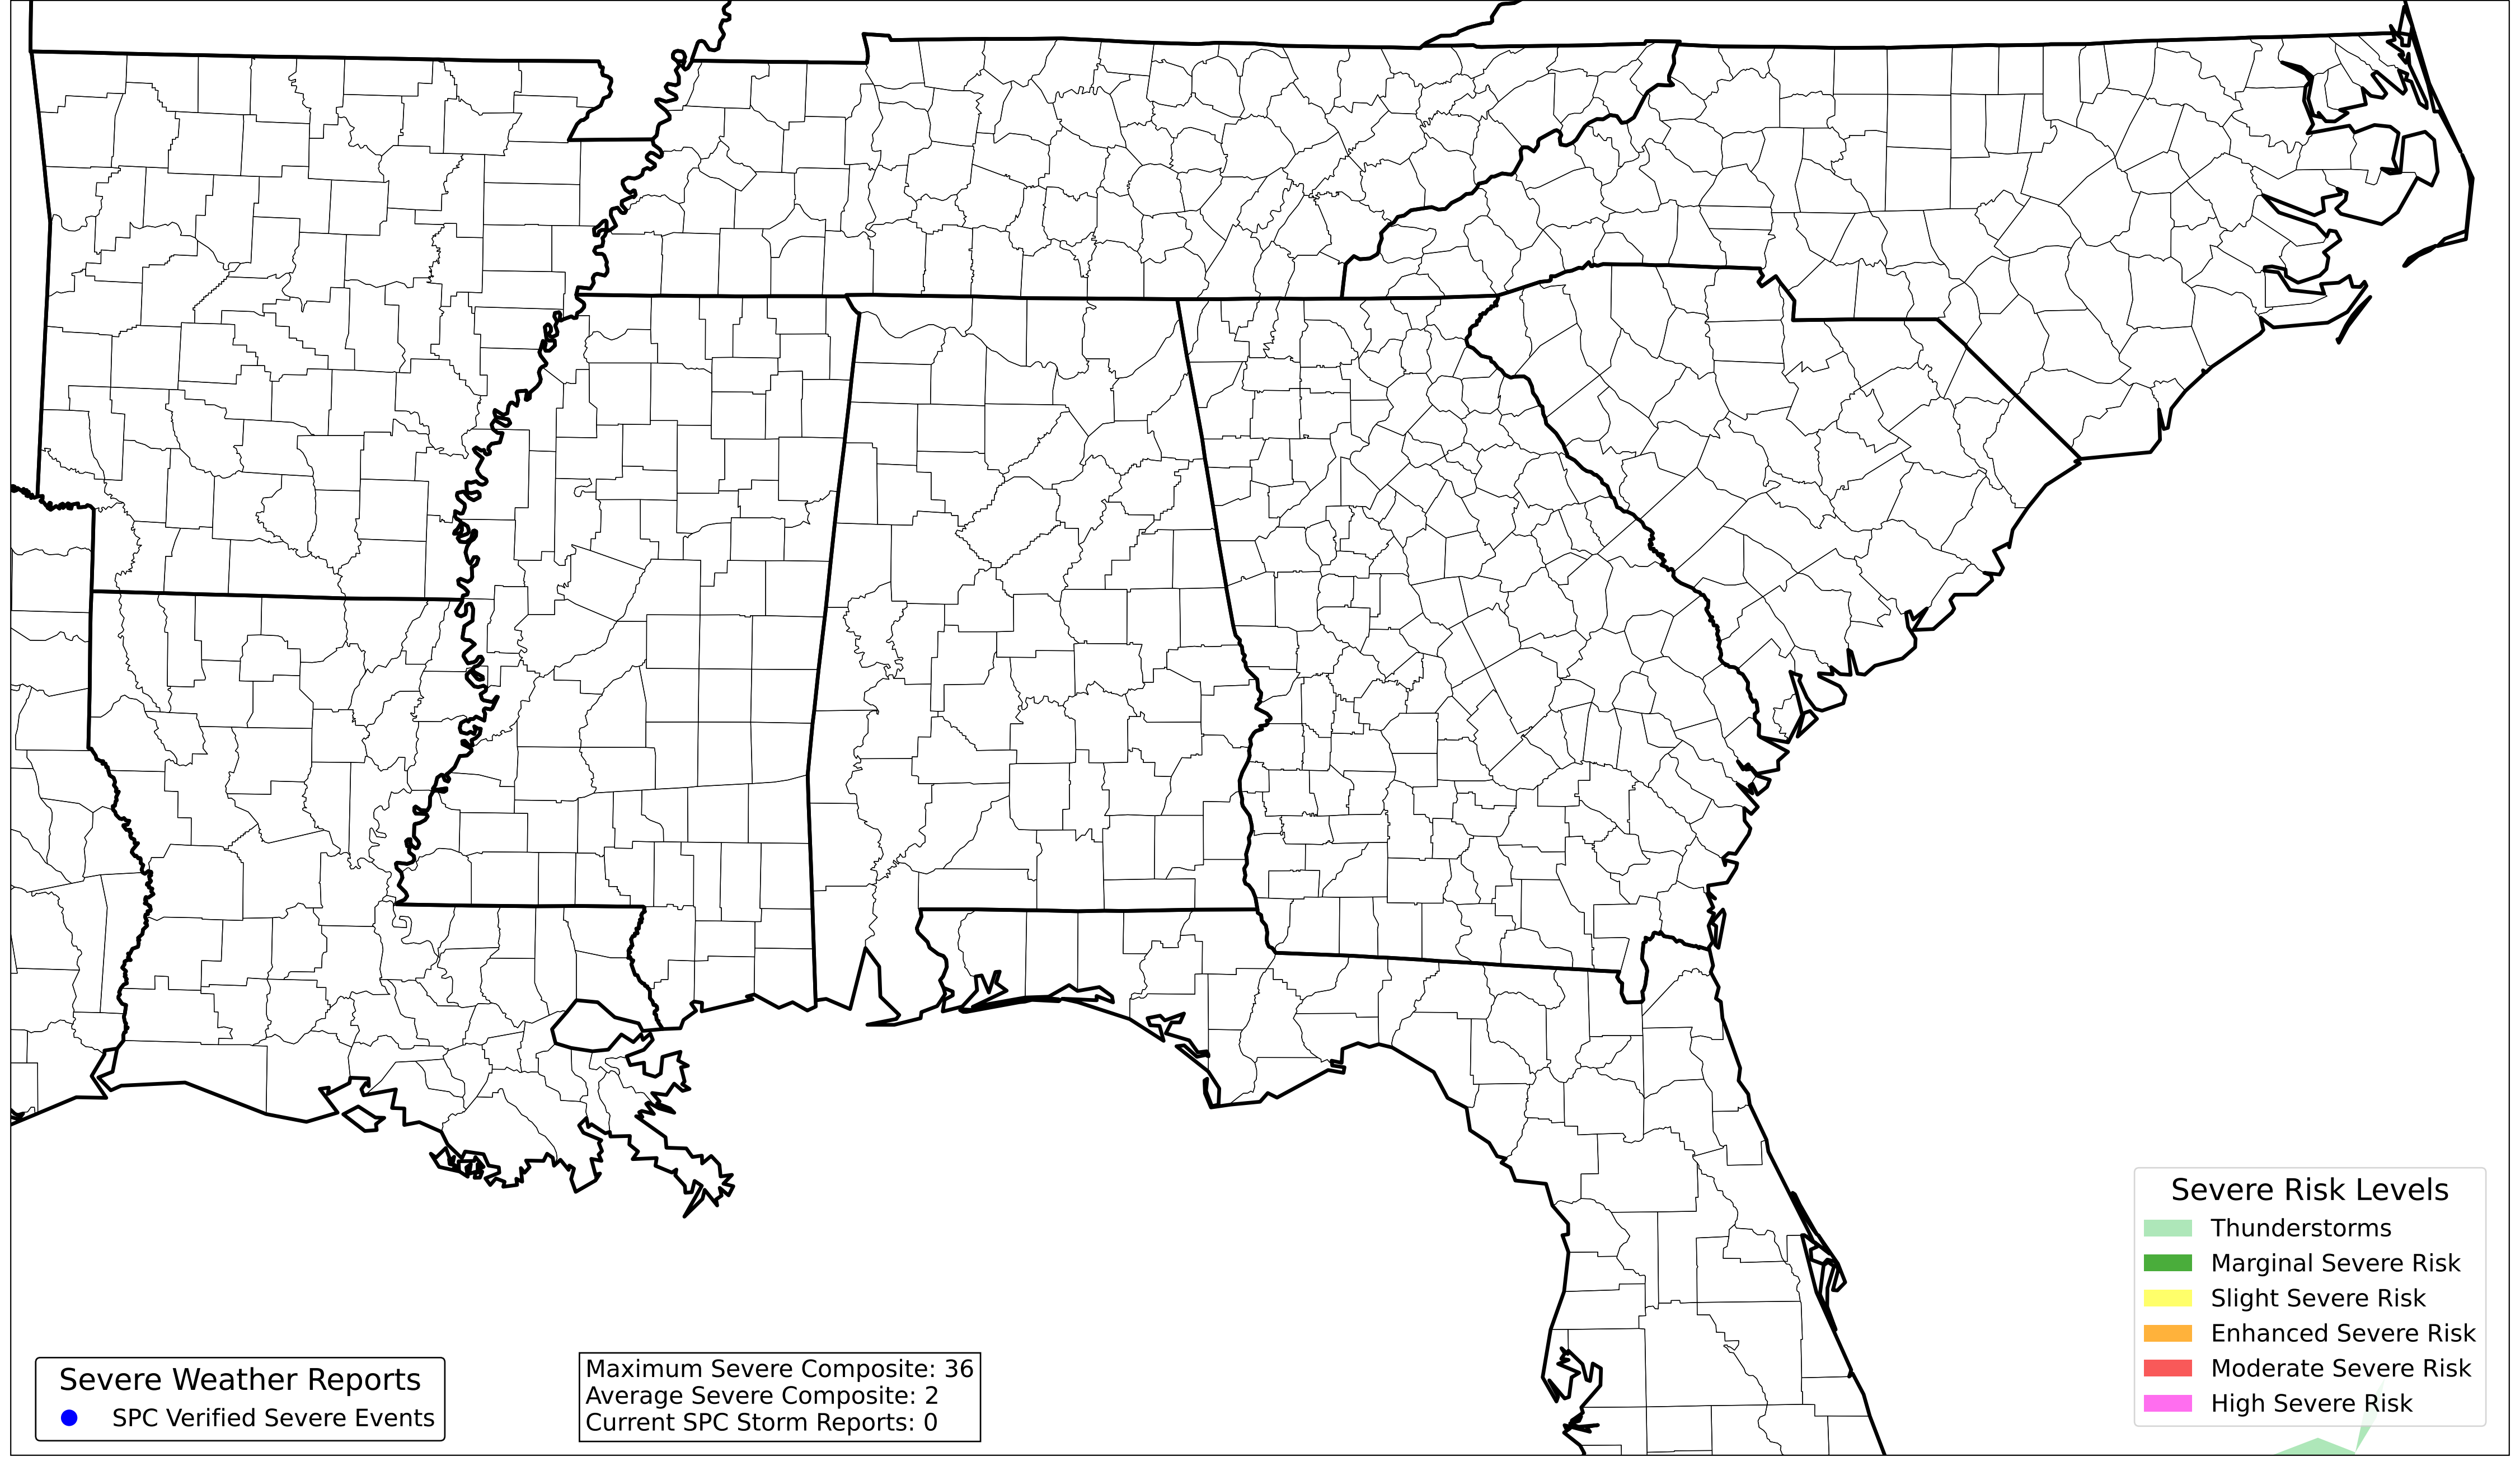 Severe Risk Levels
Thunderstorms
Marginal Severe Risk
Slight Severe Risk
Enhanced Severe Risk
Moderate Severe Risk
High Severe Risk
Severe Weather Reports
SPC Verified Severe Events
Maximum Severe Composite: 36
Average Severe Composite: 2
Current SPC Storm Reports: 0